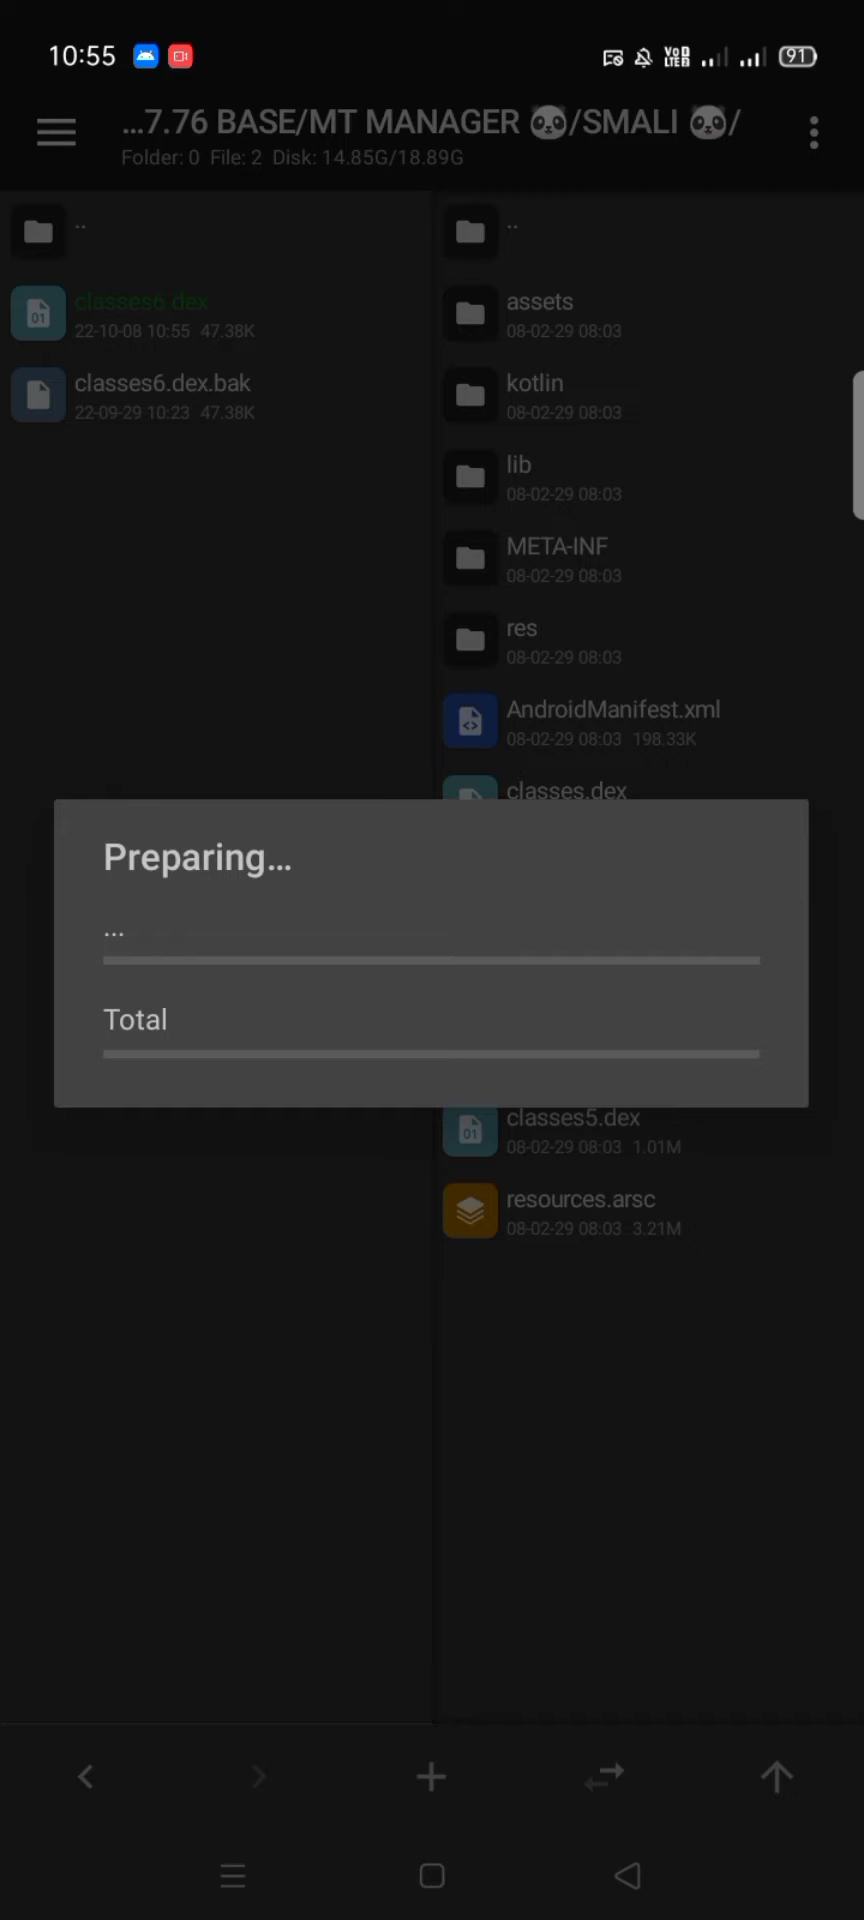 10:55
VoD LTE2
91
...7.76 BASE/MT MANAGER 🐼/SMALI 🐼/
Folder: 0 File: 2 Disk: 14.85G/18.89G
..
classes6.dex
22-10-08 10:55 47.38K
classes6.dex.bak
22-09-29 10:23 47.38K
..
assets
08-02-29 08:03
kotlin
08-02-29 08:03
lib
08-02-29 08:03
META-INF
08-02-29 08:03
res
08-02-29 08:03
AndroidManifest.xml
08-02-29 08:03 198.33K
classes.dex
Preparing...
...
Total
classes5.dex
08-02-29 08:03 1.01M
resources.arsc
08-02-29 08:03 3.21M